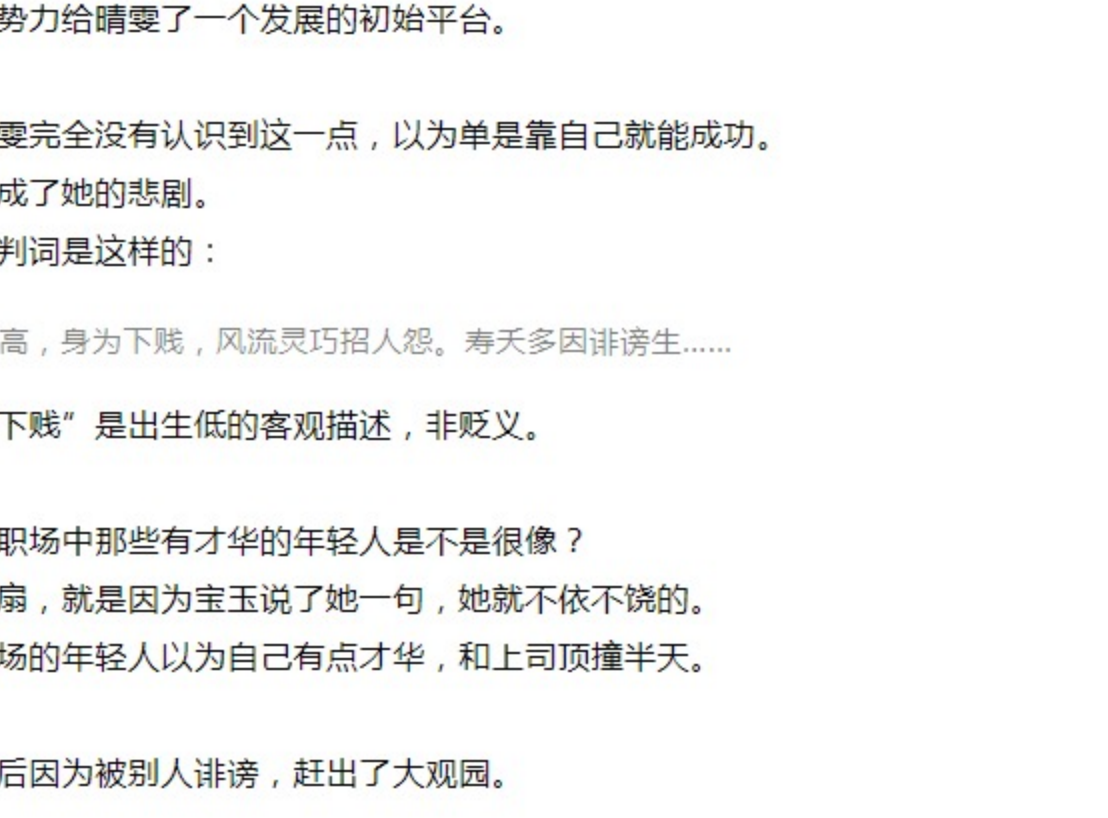 势力给晴雯了一个发展的初始平台。
雯完全没有认识到这一点，以为单是靠自己就能成功。
成了她的悲剧。
判词是这样的：
高，身为下贱，风流灵巧招人怨。寿夭多因诽谤生……
下贱”是出生低的客观描述，非贬义。
职场中那些有才华的年轻人是不是很像？
扇，就是因为宝玉说了她一句，她就不依不饶的。
场的年轻人以为自己有点才华，和上司顶撞半天。
后因为被别人诽谤，赶出了大观园。